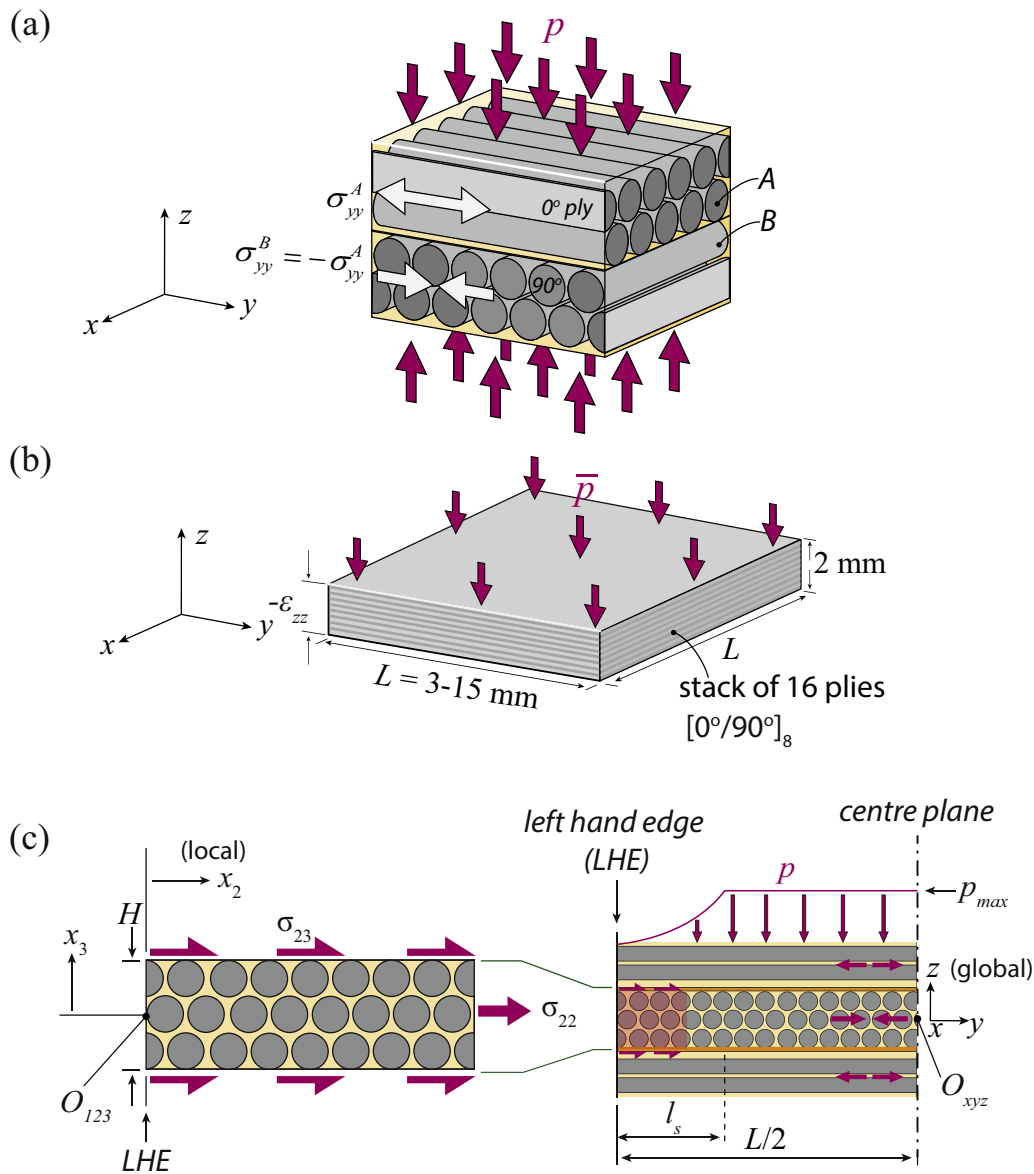 (a)
p
σ_yy^A
0° ply
A
B
σ_yy^B = −σ_yy^A
90°
z
x
y
(b)
p̅
z
x
y
-ε_zz
2 mm
L = 3-15 mm
L
stack of 16 plies
[0°/90°]_8
(c)
left hand edge
(LHE)
centre plane
(local)
x_2
p
p_max
H
σ_23
x_3
z (global)
σ_22
x
y
O_123
O_xyz
l_s
L/2
LHE